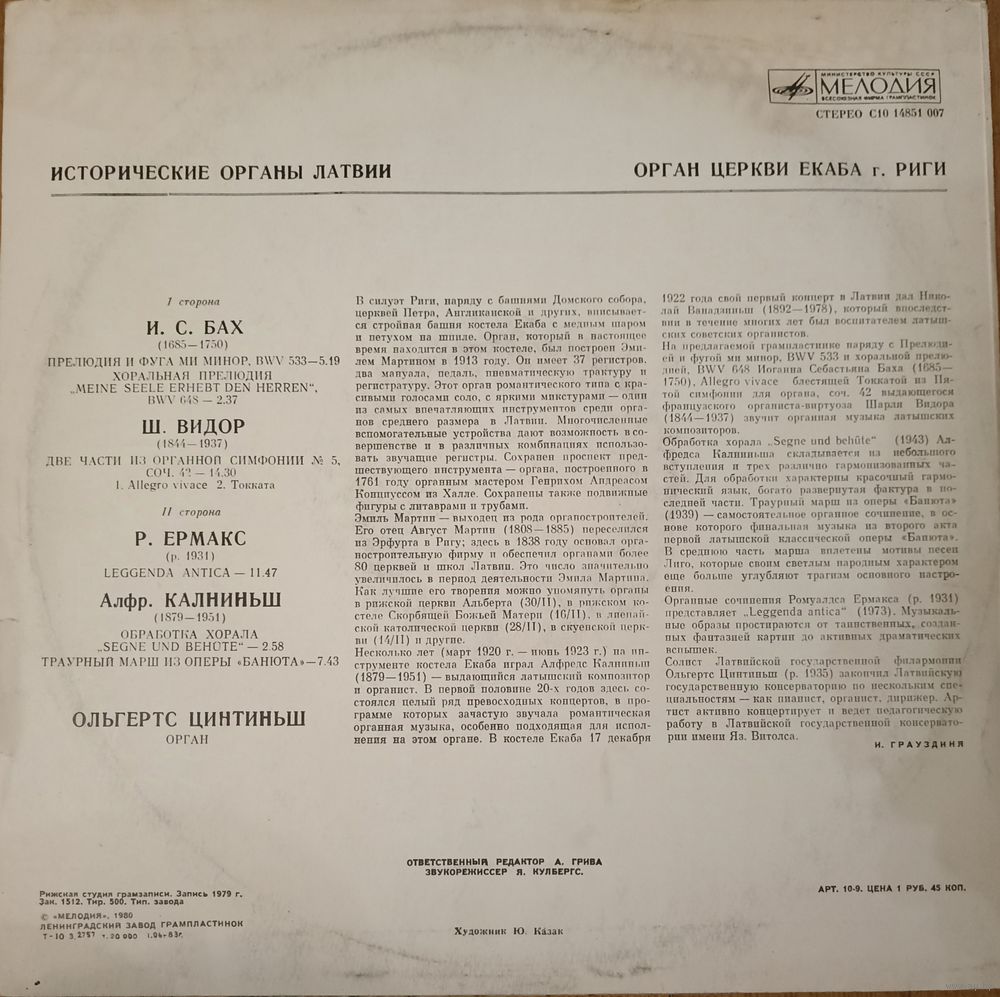 МИНИСТЕРСТВО КУЛЬТУРЫ СССР
МЕЛОДИЯ
ВСЕСОЮЗНАЯ ФИРМА ГРАМПЛАСТИНОК
СТЕРЕО С10 14851 007
ИСТОРИЧЕСКИЕ ОРГАНЫ ЛАТВИИ
ОРГАН ЦЕРКВИ ЕКАБА г. РИГИ
I сторона
И. С. БАХ
(1685—1750)
ПРЕЛЮДИЯ И ФУГА МИ МИНОР, BWV 533—5.19
ХОРАЛЬНАЯ ПРЕЛЮДИЯ
„MEINE SEELE ERHEBT DEN HERREN“,
BWV 648 — 2.37
Ш. ВИДОР
(1844—1937)
ДВЕ ЧАСТИ ИЗ ОРГАННОЙ СИМФОНИИ № 5,
СОЧ. 42 — 14.30
1. Allegro vivace 2. Токката
II сторона
Р. ЕРМАКС
(р. 1931)
LEGGENDA ANTICA — 11.47
Алфр. КАЛНИНЬШ
(1879—1951)
ОБРАБОТКА ХОРАЛА
„SEGNE UND BEHÜTE“ — 2.58
ТРАУРНЫЙ МАРШ ИЗ ОПЕРЫ «БАНЮТА»—7.43
ОЛЬГЕРТС ЦИНТИНЬШ
ОРГАН
В силуэт Риги, наряду с башнями Домского собора,
церквей Петра, Англиканской и других, вписывает-
ся стройная башня костела Екаба с медным шаром
и петухом на шпиле. Орган, который в настоящее
время находится в этом костеле, был построен Эми-
лем Мартином в 1913 году. Он имеет 37 регистров,
два мануала, педаль, пневматическую трактуру и
регистратуру. Этот орган романтического типа с кра-
сивыми голосами соло, с яркими микстурами — один
из самых впечатляющих инструментов среди орга-
нов среднего размера в Латвии. Многочисленные
вспомогательные устройства дают возможность в со-
вершенстве и в различных комбинациях использо-
вать звучащие регистры. Сохранен проспект пред-
шествующего инструмента — органа, построенного в
1761 году органным мастером Генрихом Андреасом
Концнуссом из Халле. Сохранены также подвижные
фигуры с литаврами и трубами.
Эмиль Мартин — выходец из рода органостроителей.
Его отец Август Мартин (1808—1885) переселился
из Эрфурта в Ригу; здесь в 1838 году основал орга-
ностроительную фирму и обеспечил органами более
80 церквей и школ Латвии. Это число значительно
увеличилось в период деятельности Эмиля Мартина.
Как лучшие его творения можно упомянуть органы
в рижской церкви Альберта (30/II), в рижском ко-
стеле Скорбящей Божьей Матери (16/II), в лиепай-
ской католической церкви (28/II), в скуенской церк-
ви (14/II) и другие.
Несколько лет (март 1920 г. — июнь 1923 г.) на ин-
струменте костела Екаба играл Алфредс Калниньш
(1879—1951) — выдающийся латышский композитор
и органист. В первой половине 20-х годов здесь со-
стоялся целый ряд превосходных концертов, в про-
грамме которых зачастую звучала романтическая
органная музыка, особенно подходящая для испол-
нения на этом органе. В костеле Екаба 17 декабря
1922 года свой первый концерт в Латвии дал Нико-
лай Ванадзиньш (1892—1978), который впоследст-
вии в течение многих лет был воспитателем латыш-
ских советских органистов.
На предлагаемой грампластинке наряду с Прелюди-
ей и фугой ми минор, BWV 533 и хоральной прелю-
дией, BWV 648 Иоганна Себастьяна Баха (1685—
1750), Allegro vivace блестящей Токкатой из Пя-
той симфонии для органа, соч. 42 выдающегося
французского органиста-виртуоза Шарля Видора
(1844—1937) звучит органная музыка латышских
композиторов.
Обработка хорала „Segne und behüte“ (1943) Ал-
фредса Калниньша складывается из небольшого
вступления и трех различно гармонизованных ча-
стей. Для обработки характерны красочный гармо-
нический язык, богато развернутая фактура в по-
следней части. Траурный марш из оперы «Банюта»
(1939) — самостоятельное органное сочинение, в ос-
нове которого финальная музыка из второго акта
первой латышской классической оперы «Банюта».
В среднюю часть марша вплетены мотивы песен
Лиго, которые своим светлым народным характером
еще больше углубляют трагизм основного настро-
ения.
Органные сочинения Ромуалдса Ермакса (р. 1931)
представляет „Leggenda antica“ (1973). Музыкаль-
ные образы простираются от таинственных, создан-
ных фантазией картин до активных драматических
вспышек.
Солист Латвийской государственной филармонии
Ольгертс Цинтиньш (р. 1935) закончил Латвийскую
государственную консерваторию по нескольким спе-
циальностям — как пианист, органист, дирижер. Ар-
тист активно концертирует и ведет педагогическую
работу в Латвийской государственной консервато-
рии имени Яз. Витолса.
И. ГРАУЗДИНЯ
ОТВЕТСТВЕННЫЙ РЕДАКТОР А. ГРИВА
ЗВУКОРЕЖИССЕР Я. КУЛБЕРГС.
Рижская студия грамзаписи. Запись 1979 г.
Зак. 1512. Тир. 500. Тип. завода
© «МЕЛОДИЯ», 1980
ЛЕНИНГРАДСКИЙ ЗАВОД ГРАМПЛАСТИНОК
Т-10 З. 2757 т. 20 000
АРТ. 10-9. ЦЕНА 1 РУБ. 45 КОП.
Художник Ю. Казак